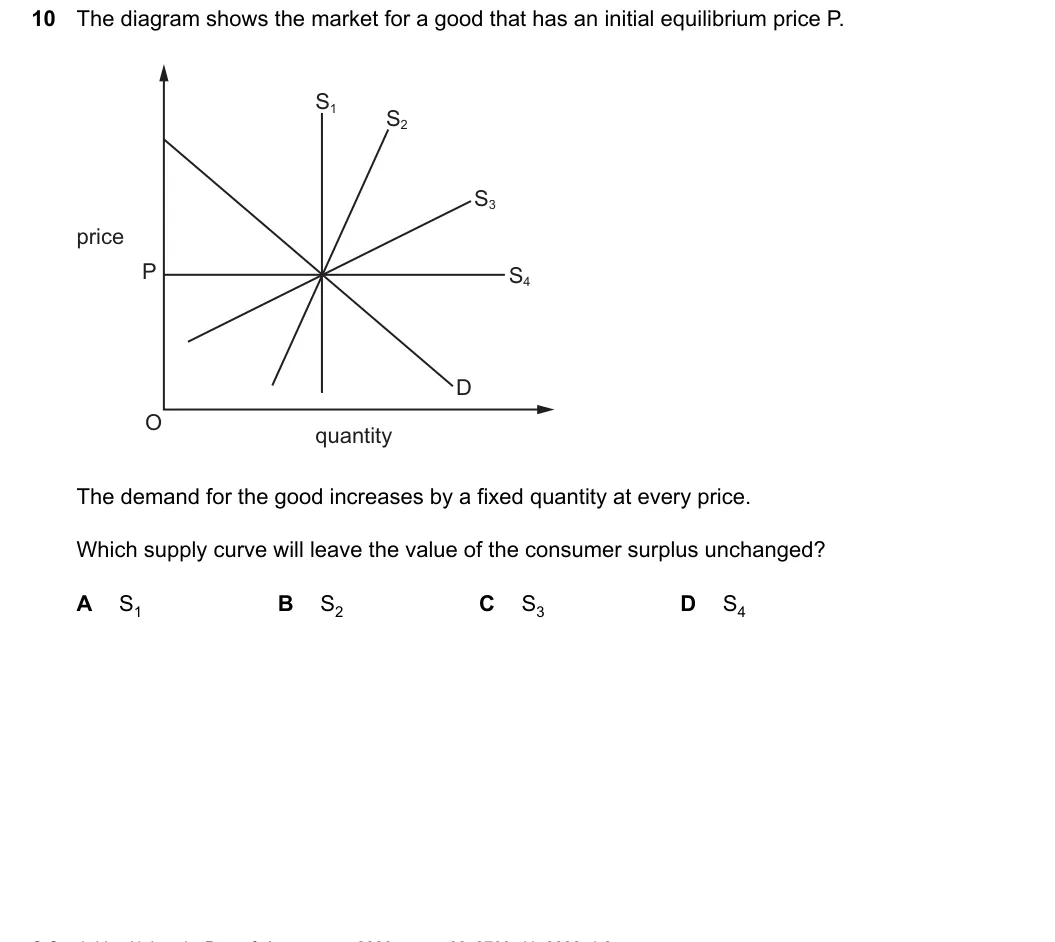 10 The diagram shows the market for a good that has an initial equilibrium price P.
S1
S2
S3
price
P
S4
D
O
quantity
The demand for the good increases by a fixed quantity at every price.
Which supply curve will leave the value of the consumer surplus unchanged?
A S1 B S2 C S3 D S4